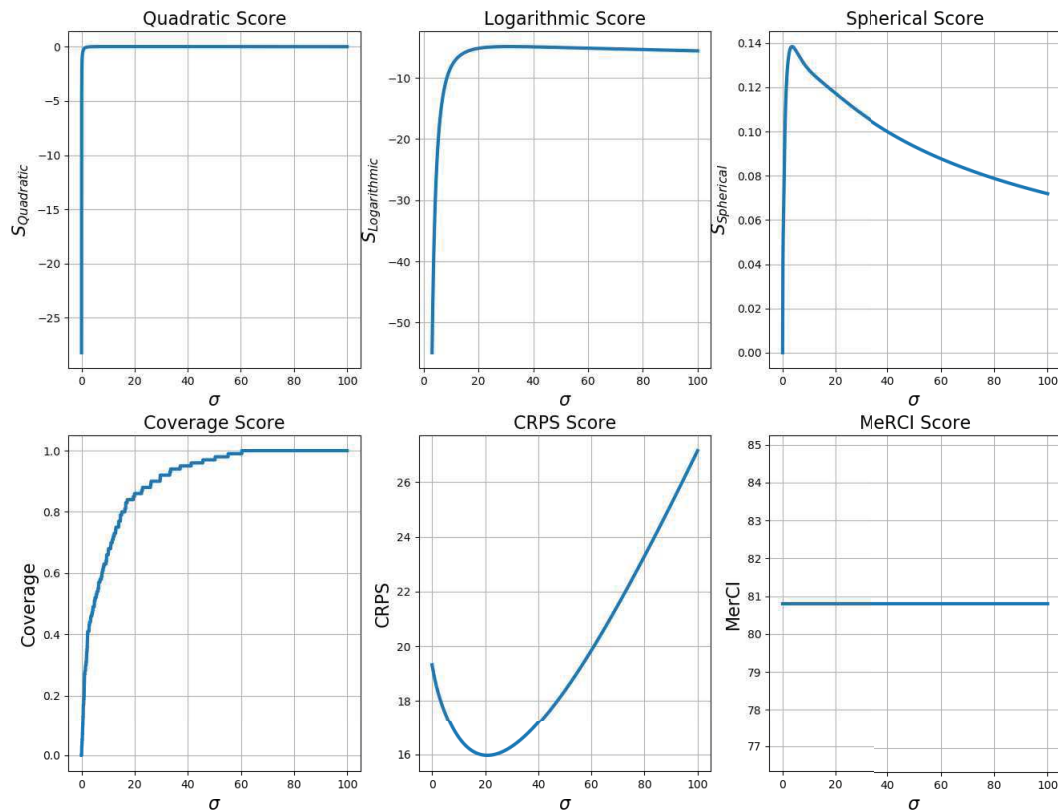 Quadratic Score
0
−5
−10
−15
−20
−25
S_Quadratic
0 20 40 60 80 100
σ
Logarithmic Score
−10
−20
−30
−40
−50
S_Logarithmic
0 20 40 60 80 100
σ
Spherical Score
0.14
0.12
0.10
0.08
0.06
0.04
0.02
0.00
S_Spherical
0 20 40 60 80 100
σ
Coverage Score
1.0
0.8
0.6
0.4
0.2
0.0
Coverage
0 20 40 60 80 100
σ
CRPS Score
26
24
22
20
18
16
CRPS
0 20 40 60 80 100
σ
MeRCI Score
85
84
83
82
81
80
79
78
77
MerCI
0 20 40 60 80 100
σ